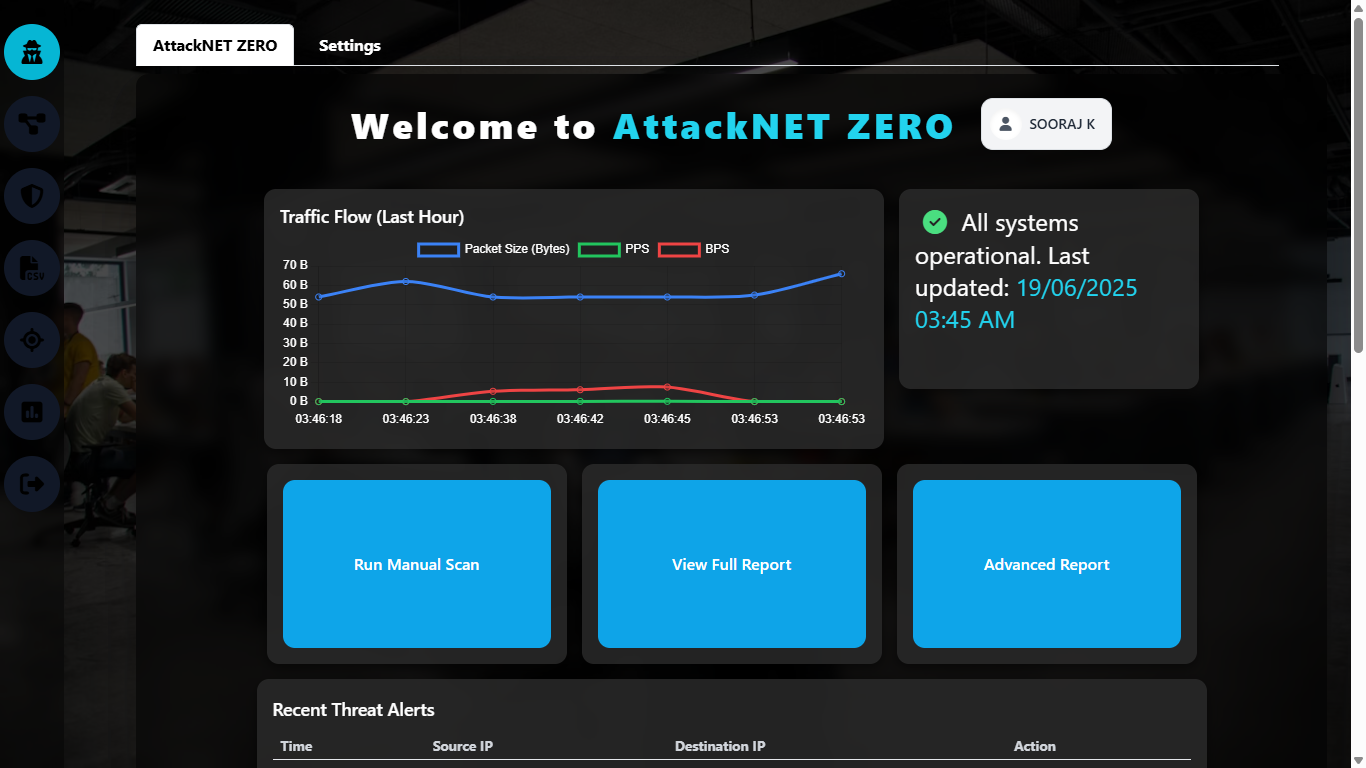 AttackNET ZERO
Settings
Welcome to AttackNET ZERO
SOORAJ K
Traffic Flow (Last Hour)
Packet Size (Bytes)
PPS
BPS
70 B
60 B
50 B
40 B
30 B
20 B
10 B
0 B
03:46:18
03:46:23
03:46:38
03:46:42
03:46:45
03:46:53
03:46:53
All systems
operational. Last
updated: 19/06/2025
03:45 AM
CSV
Run Manual Scan
View Full Report
Advanced Report
Recent Threat Alerts
Time
Source IP
Destination IP
Action